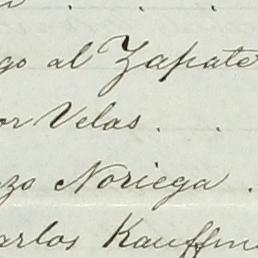 . . .
go al Zapate
or Velas . .
zo Noriega .
arlos Kauffm